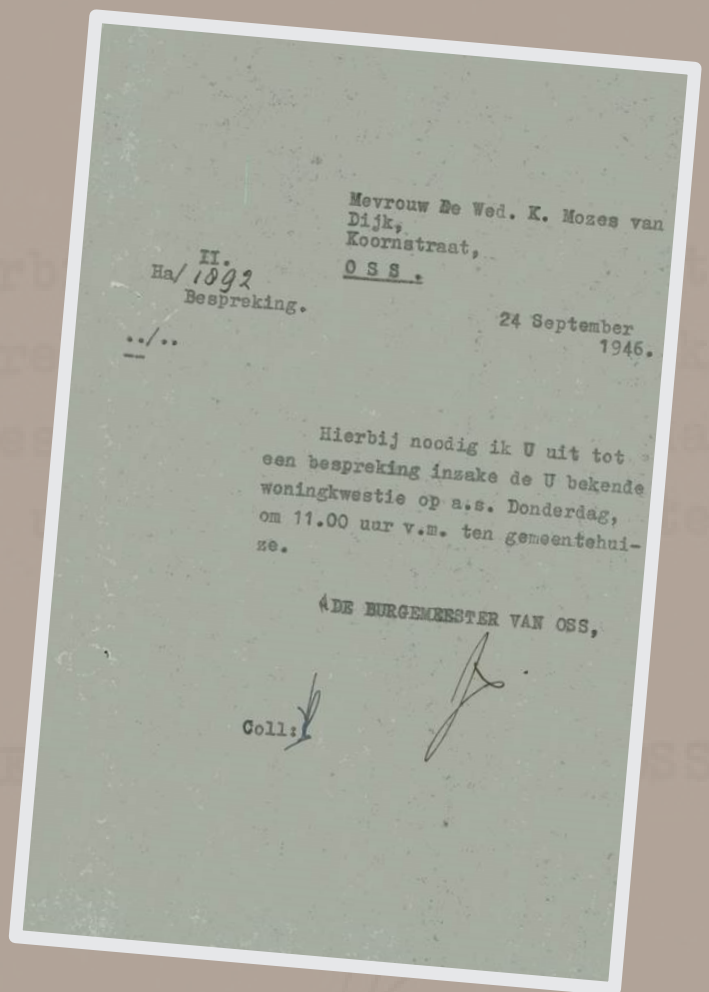 Mevrouw De Wed. K. Mozes van
Dijk,
Koornstraat,
OSS.
II.
Ha/1892
Bespreking.
24 September
1946.
../..
Hierbij noodig ik U uit tot
een bespreking inzake de U bekende
woningkwestie op a.s. Donderdag,
om 11.00 uur v.m. ten gemeentehui-
ze.
DE BURGEMEESTER VAN OSS,
Coll: